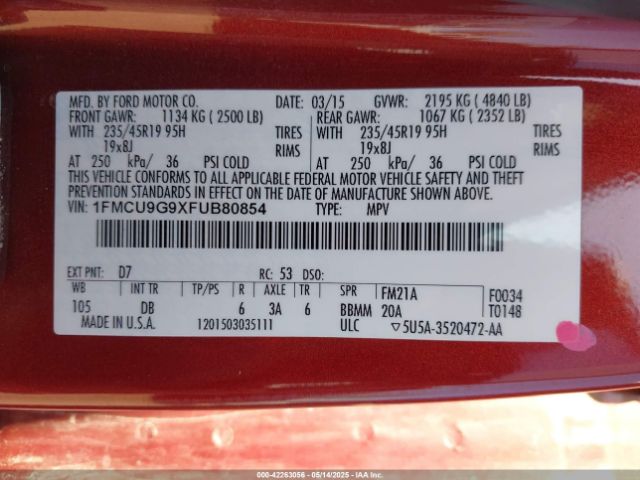 MFD. BY FORD MOTOR CO. DATE: 03/15 GVWR: 2195 KG ( 4840 LB)
FRONT GAWR: 1134 KG ( 2500 LB) REAR GAWR: 1067 KG ( 2352 LB)
WITH 235/45R19 95H TIRES WITH 235/45R19 95H TIRES
19x8J RIMS 19x8J RIMS
AT 250 kPa/ 36 PSI COLD AT 250 kPa/ 36 PSI COLD
THIS VEHICLE CONFORMS TO ALL APPLICABLE FEDERAL MOTOR VEHICLE SAFETY AND THEFT
PREVENTION STANDARDS IN EFFECT ON THE DATE OF MANUFACTURE SHOWN ABOVE.
VIN: 1FMCU9G9XFUB80854 TYPE: MPV
EXT PNT: D7 RC: 53 DSO:
WB INT TR TP/PS R AXLE TR SPR FM21A F0034
105 DB 6 3A 6 BBMM 20A T0148
MADE IN U.S.A. 1201503035111 ULC ▽5U5A-3520472-AA
000-42263056 - 05/14/2025 - IAA Inc.